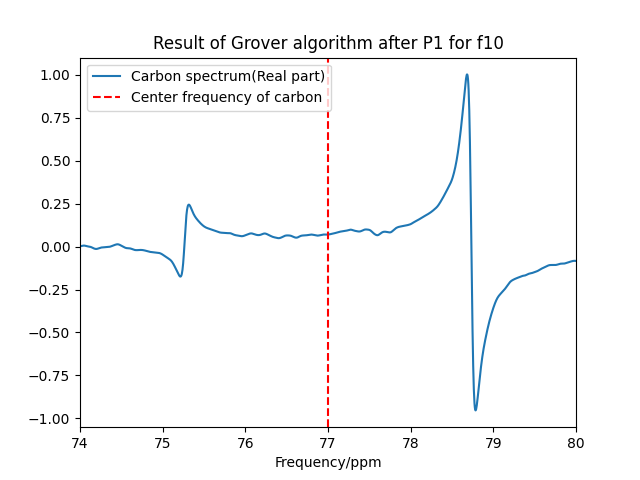 Result of Grover algorithm after P1 for f10
Carbon spectrum(Real part)
Center frequency of carbon
1.00
0.75
0.50
0.25
0.00
−0.25
−0.50
−0.75
−1.00
74 75 76 77 78 79 80
Frequency/ppm